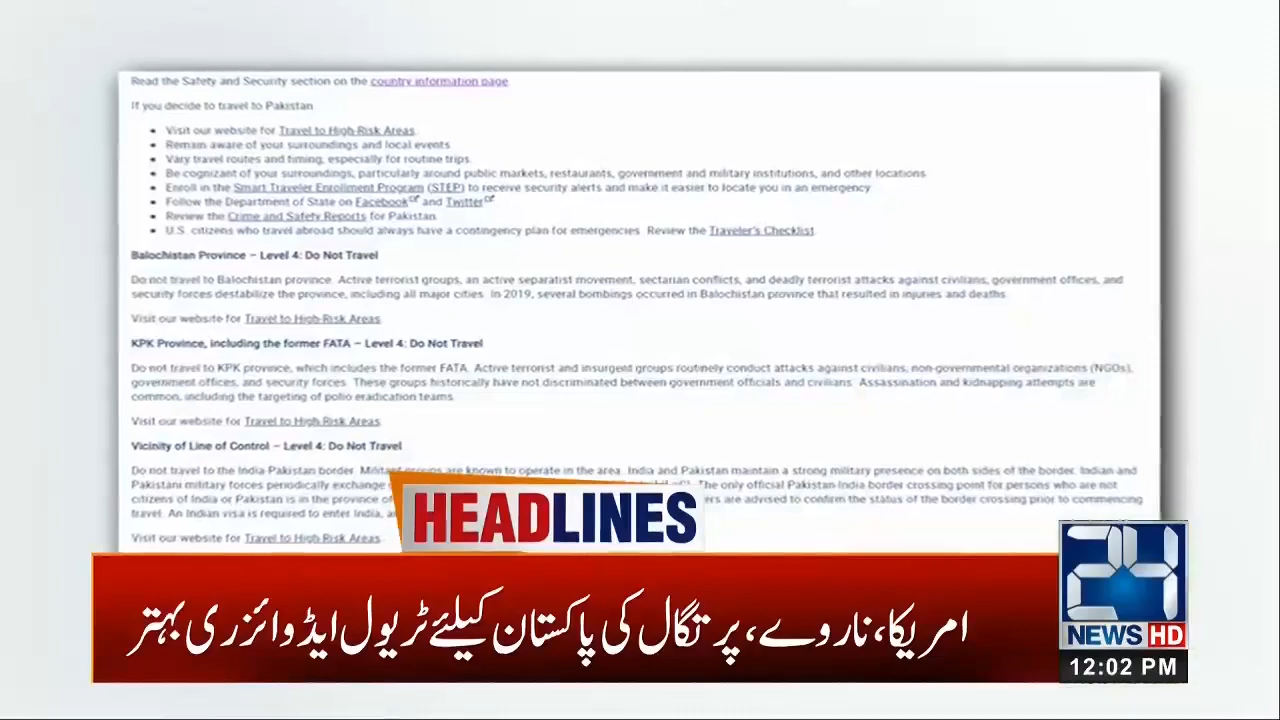 Read the Safety and Security section on the country information page
If you decide to travel to Pakistan
Visit our website for Travel to High-Risk Areas.
Remain aware of your surroundings and local events.
Vary travel routes and timing, especially for routine trips.
Be cognizant of your surroundings, particularly around public markets, restaurants, government and military institutions, and other locations.
Enroll in the Smart Traveler Enrollment Program (STEP) to receive security alerts and make it easier to locate you in an emergency.
Follow the Department of State on Facebook and Twitter
Review the Crime and Safety Reports for Pakistan.
U.S. citizens who travel abroad should always have a contingency plan for emergencies. Review the Traveler's Checklist.
Balochistan Province – Level 4: Do Not Travel
Do not travel to Balochistan province. Active terrorist groups, an active separatist movement, sectarian conflicts, and deadly terrorist attacks against civilians, government offices, and
security forces destabilize the province, including all major cities. In 2019, several bombings occurred in Balochistan province that resulted in injuries and deaths.
Visit our website for Travel to High-Risk Areas.
KPK Province, including the former FATA – Level 4: Do Not Travel
Do not travel to KPK province, which includes the former FATA. Active terrorist and insurgent groups routinely conduct attacks against civilians, non-governmental organizations (NGOs),
government offices, and security forces. These groups historically have not discriminated between government officials and civilians. Assassination and kidnapping attempts are
common, including the targeting of polio eradication teams.
Visit our website for Travel to High-Risk Areas.
Vicinity of Line of Control – Level 4: Do Not Travel
Do not travel to the India-Pakistan border. Militant groups are known to operate in the area. India and Pakistan maintain a strong military presence on both sides of the border. Indian and
Pakistani military forces periodically exchange The only official Pakistan-India border crossing point for persons who are not
citizens of India or Pakistan is in the province of are advised to confirm the status of the border crossing prior to commencing
travel. An Indian visa is required to enter India,
Visit our website for Travel to High-Risk Areas.
HEADLINES
امریکا، ناروے، پرتگال کی پاکستان کیلئے ٹریول ایڈوائزری بہتر
24
NEWS HD
12:02 PM